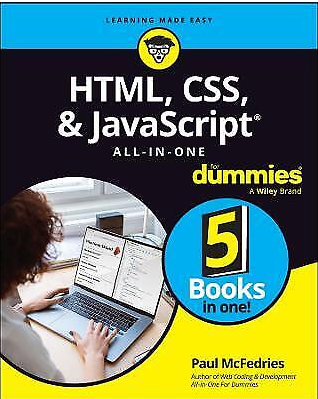 LEARNING MADE EASY
HTML, CSS,
& JavaScript®
ALL-IN-ONE
for
dummies®
A Wiley Brand
5
Books
in one!
Paul McFedries
Author of Web Coding & Development
All-in-One For Dummies